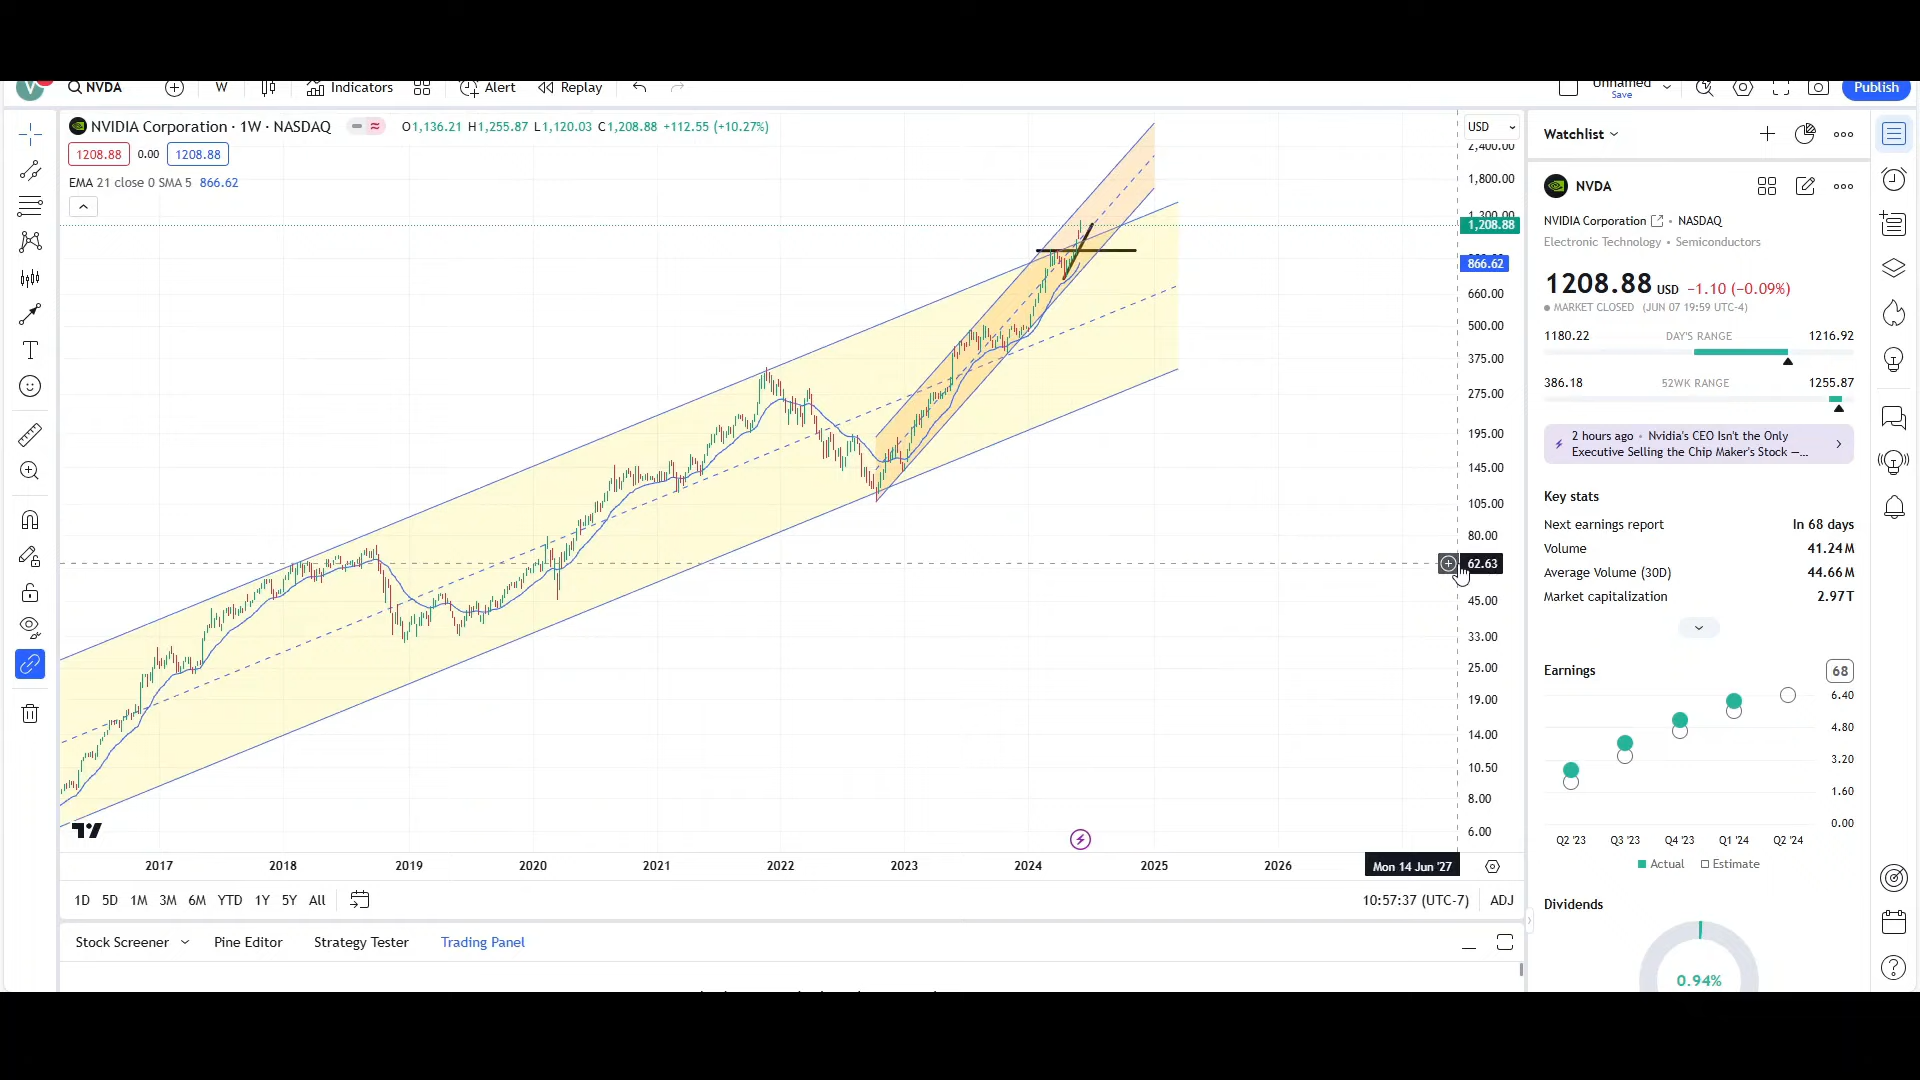 V NVDA W Indicators Alert Replay Unnamed Save Publish
NVIDIA Corporation · 1W · NASDAQ O1,136.21 H1,255.87 L1,120.03 C1,208.88 +112.55 (+10.27%)
1208.88 0.00 1208.88
EMA 21 close 0 SMA 5 866.62
USD
2,400.00
1,800.00
1,300.00
1,208.88
866.62
660.00
500.00
375.00
275.00
195.00
145.00
105.00
80.00
62.63
45.00
33.00
25.00
19.00
14.00
10.50
8.00
6.00
2017 2018 2019 2020 2021 2022 2023 2024 2025 2026 Mon 14 Jun '27
1D 5D 1M 3M 6M YTD 1Y 5Y All 10:57:37 (UTC-7) ADJ
Stock Screener Strategy Tester Pine Editor Trading Panel
Watchlist
NVDA
NVIDIA Corporation • NASDAQ
Electronic Technology • Semiconductors
1208.88 USD −1.10 (−0.09%)
MARKET CLOSED (JUN 07 19:59 UTC-4)
1180.22 DAY'S RANGE 1216.92
386.18 52WK RANGE 1255.87
2 hours ago • Nvidia's CEO Isn't the Only
Executive Selling the Chip Maker's Stock —...
Key stats
Next earnings report In 68 days
Volume 41.24M
Average Volume (30D) 44.66M
Market capitalization 2.97T
Earnings 68
6.40
4.80
3.20
1.60
0.00
Q2 '23 Q3 '23 Q4 '23 Q1 '24 Q2 '24
Actual Estimate
Dividends
0.94%